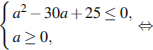 a² − 30a + 25 ≤ 0,
a ≥ 0, ⇔